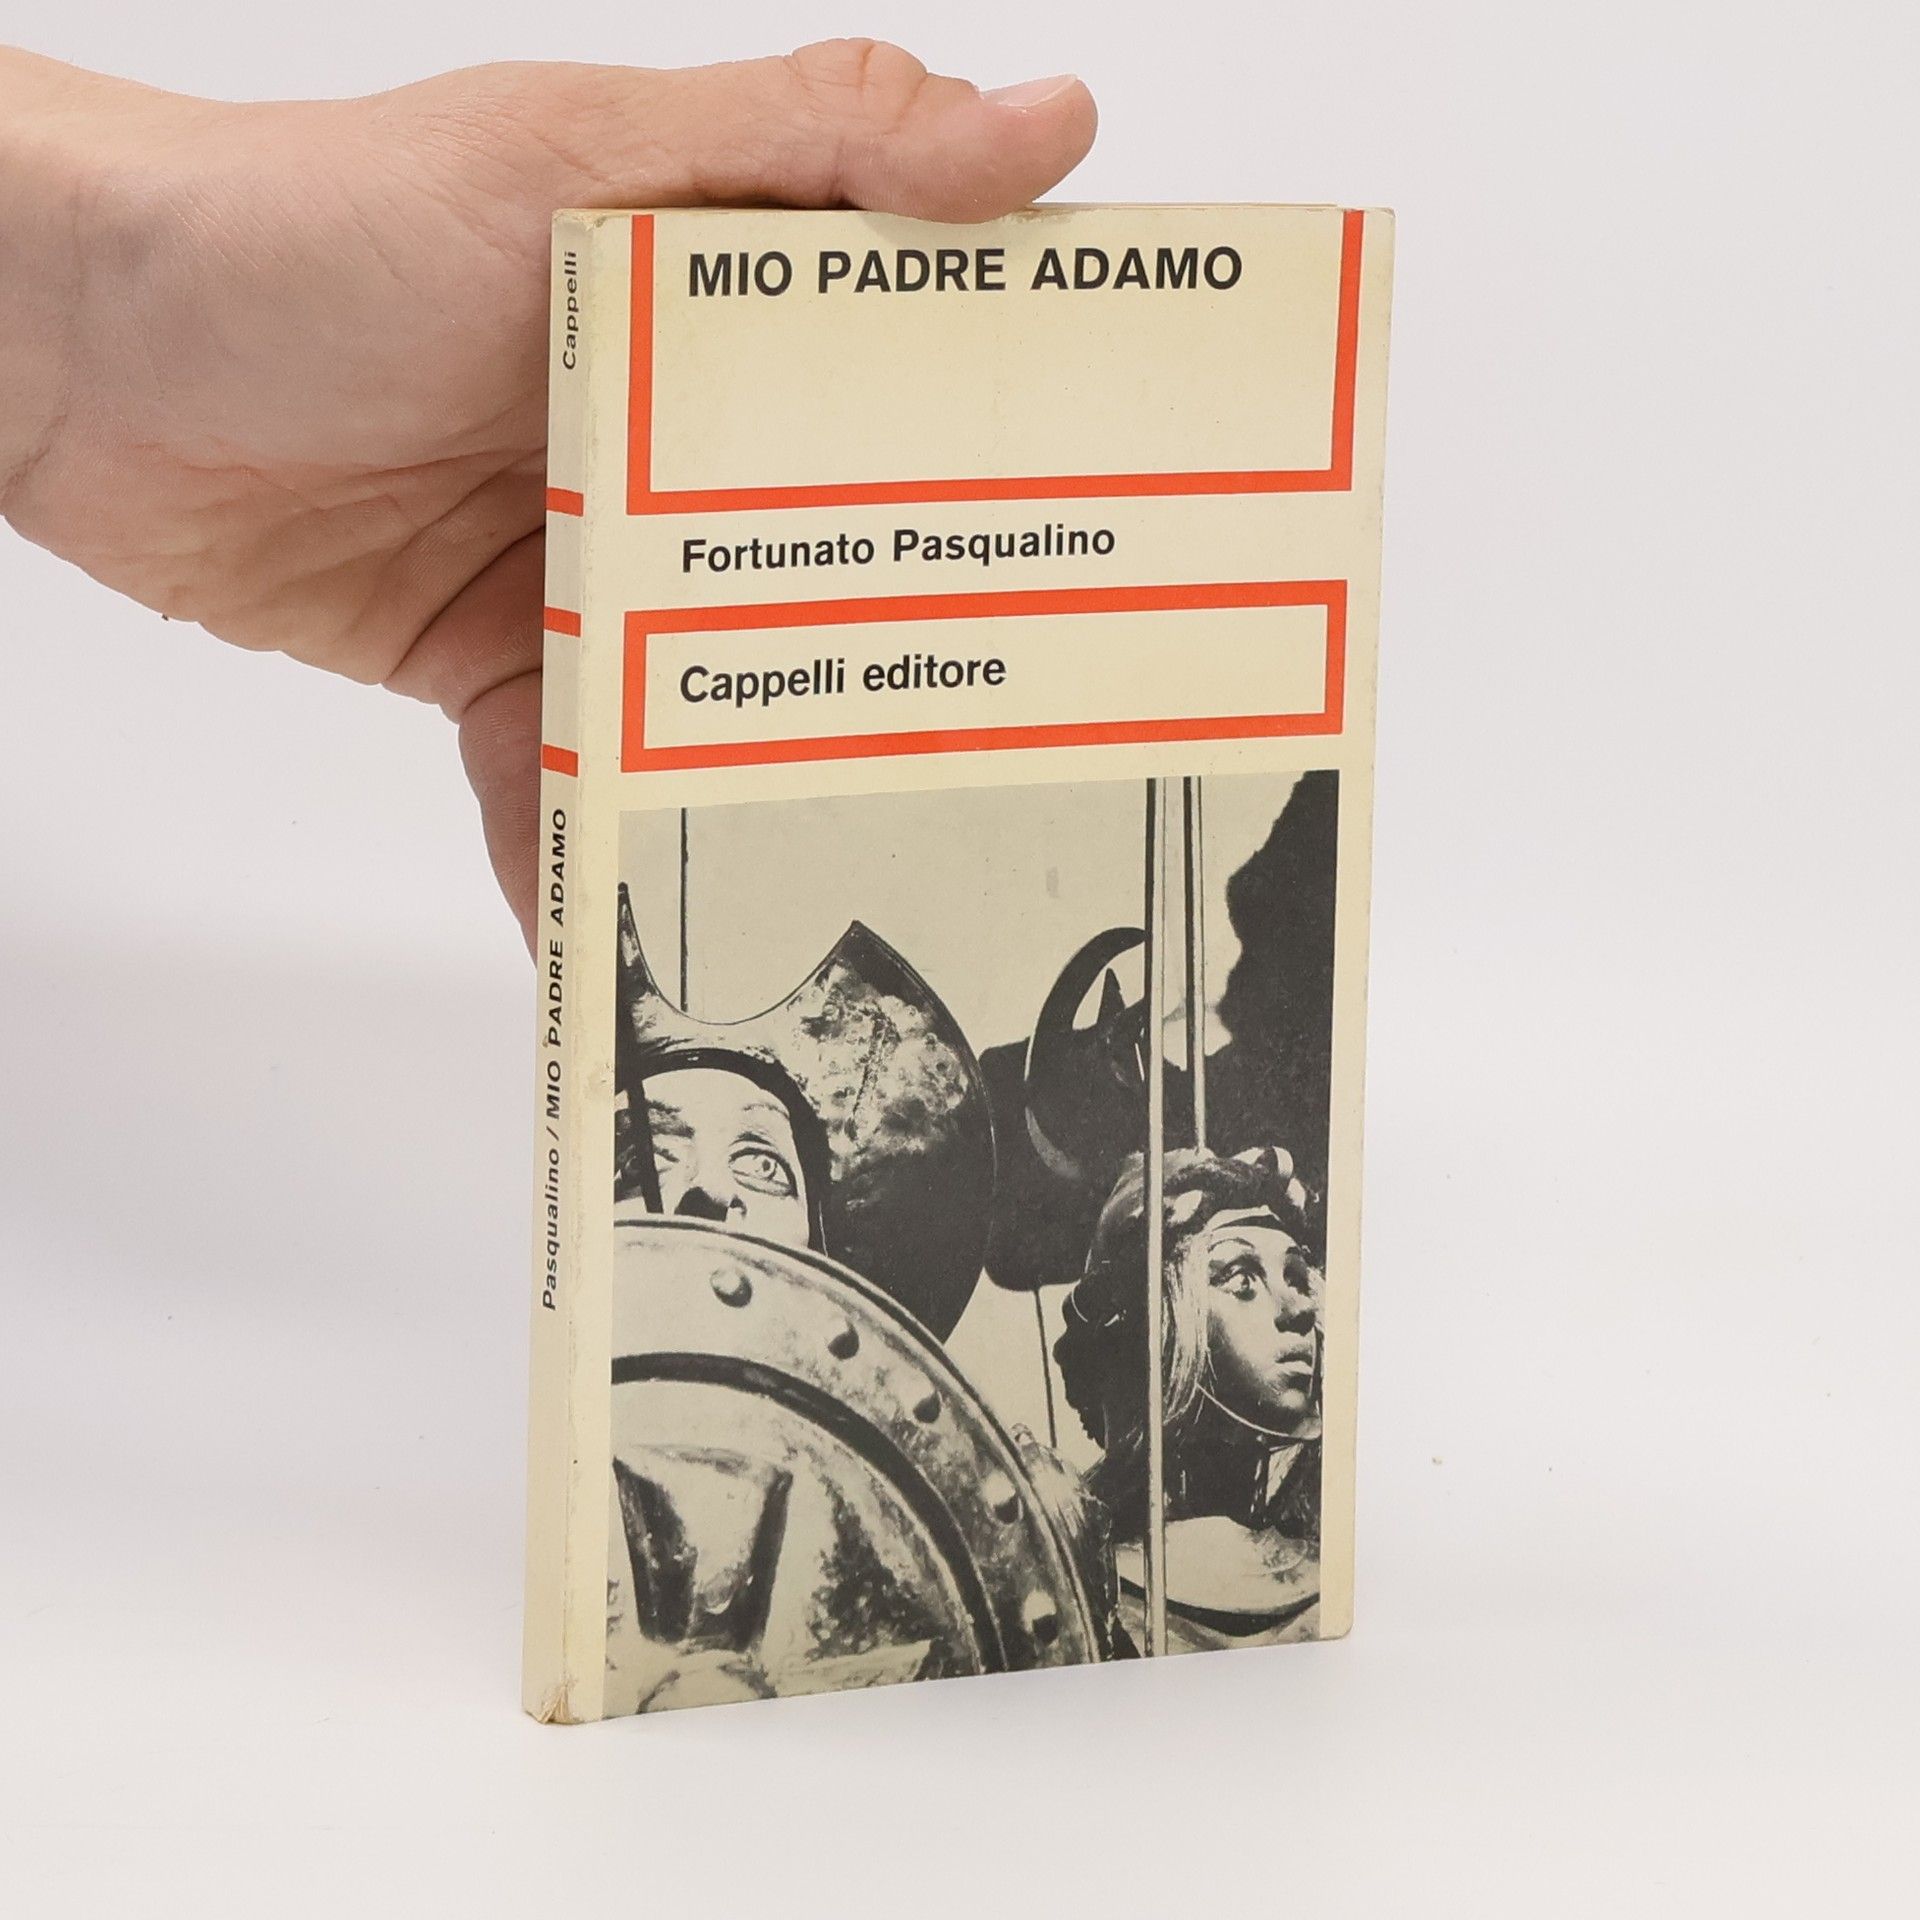 MIO PADRE ADAMO
Fortunato Pasqualino
Cappelli editore
Cappelli
Pasqualino / MIO PADRE ADAMO